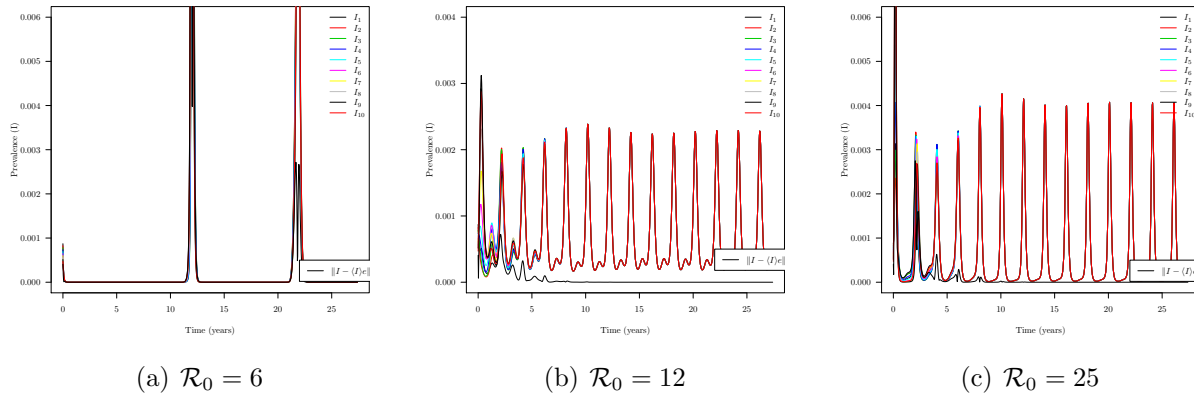 0.006
0.005
0.004
0.003
0.002
0.001
0.000
Prevalence (I)
0
5
10
15
20
25
Time (years)
I₁
I₂
I₃
I₄
I₅
I₆
I₇
I₈
I₉
I₁₀
‖I − ⟨I⟩e‖
(a) R₀ = 6
0.004
0.003
0.002
0.001
0.000
Prevalence (I)
0
5
10
15
20
25
Time (years)
I₁
I₂
I₃
I₄
I₅
I₆
I₇
I₈
I₉
I₁₀
‖I − ⟨I⟩e‖
(b) R₀ = 12
0.006
0.005
0.004
0.003
0.002
0.001
0.000
Prevalence (I)
0
5
10
15
20
25
Time (years)
I₁
I₂
I₃
I₄
I₅
I₆
I₇
I₈
I₉
I₁₀
‖I − ⟨I⟩e‖
(c) R₀ = 25